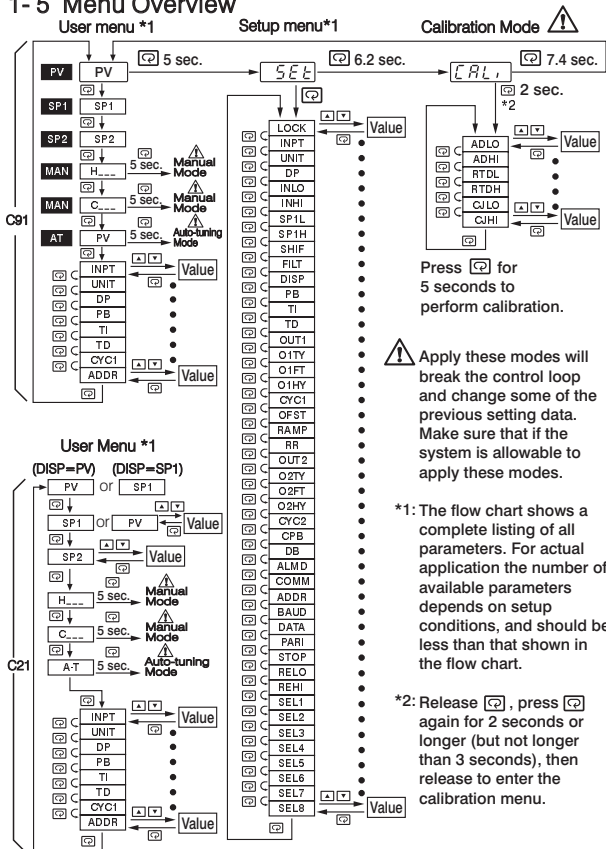 1- 5 Menu Overview
User menu *1
Setup menu*1
Calibration Mode
5 sec.
6.2 sec.
7.4 sec.
PV
PV
SEt
CALi
2 sec.
*2
SP1
SP1
SP2
SP2
MAN
H_ _ _
5 sec.
Manual
Mode
MAN
C_ _ _
5 sec.
Manual
Mode
AT
PV
5 sec.
Auto-tuning
Mode
C91
INPT
UNIT
DP
PB
TI
TD
CYC1
ADDR
Value
Value
LOCK
INPT
UNIT
DP
INLO
INHI
SP1L
SP1H
SHIF
FILT
DISP
PB
TI
TD
OUT1
O1TY
O1FT
O1HY
CYC1
OFST
RAMP
RR
OUT2
O2TY
O2FT
O2HY
CYC2
CPB
DB
ALMD
COMM
ADDR
BAUD
DATA
PARI
STOP
RELO
REHI
SEL1
SEL2
SEL3
SEL4
SEL5
SEL6
SEL7
SEL8
Value
Value
ADLO
ADHI
RTDL
RTDH
CJLO
CJHI
Value
Value
Press for
5 seconds to
perform calibration.
Apply these modes will
break the control loop
and change some of the
previous setting data.
Make sure that if the
system is allowable to
apply these modes.
*1: The flow chart shows a
complete listing of all
parameters. For actual
application the number of
available parameters
depends on setup
conditions, and should be
less than that shown in
the flow chart.
*2: Release , press
again for 2 seconds or
longer (but not longer
than 3 seconds), then
release to enter the
calibration menu.
User Menu *1
(DISP=PV) (DISP=SP1)
PV or SP1
SP1 or PV Value
SP2 Value
H_ _ _ 5 sec. Manual
Mode
C_ _ _ 5 sec. Manual
Mode
A-T 5 sec. Auto-tuning
Mode
C21
INPT
UNIT
DP
PB
TI
TD
CYC1
ADDR
Value
Value